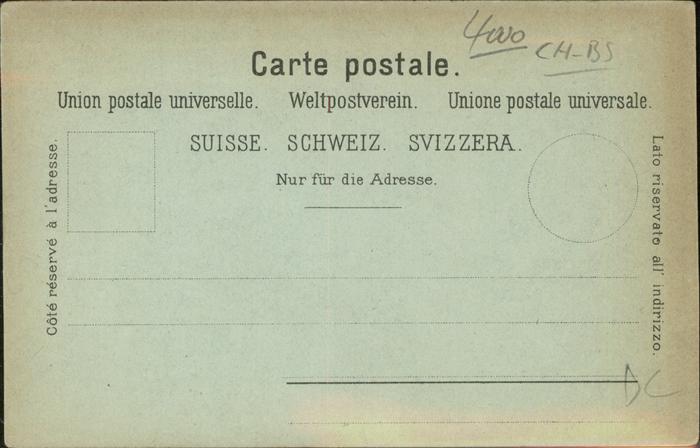 4000
CH-BS
Carte postale.
Union postale universelle. Weltpostverein. Unione postale universale.
SUISSE. SCHWEIZ. SVIZZERA.
Nur für die Adresse.
Côté réservé à l'adresse.
Lato riservato all' indirizzo.
DC